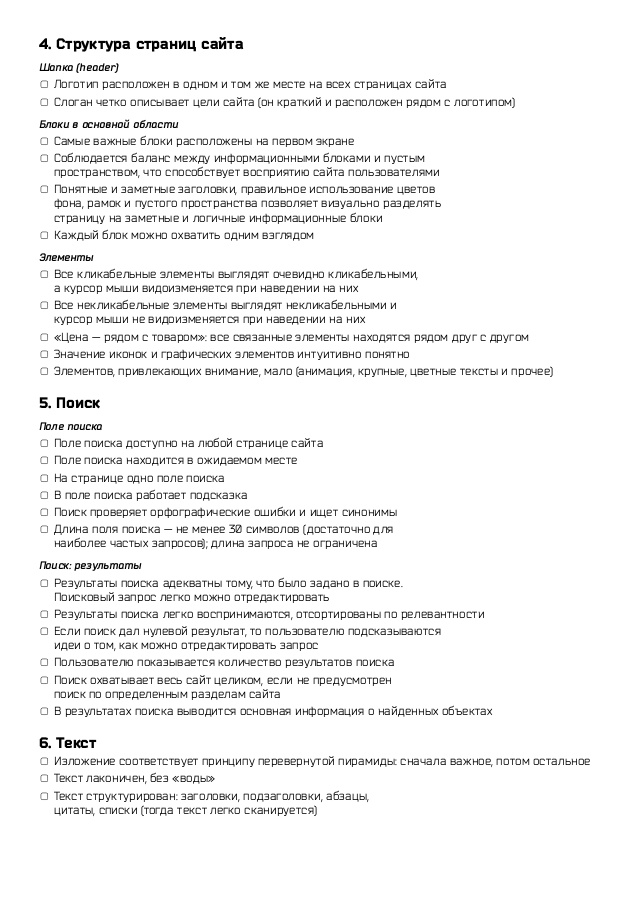 4. Структура страниц сайта
Шапка (header)
▢ Логотип расположен в одном и том же месте на всех страницах сайта
▢ Слоган четко описывает цели сайта (он краткий и расположен рядом с логотипом)
Блоки в основной области
▢ Самые важные блоки расположены на первом экране
▢ Соблюдается баланс между информационными блоками и пустым
пространством, что способствует восприятию сайта пользователями
▢ Понятные и заметные заголовки, правильное использование цветов
фона, рамок и пустого пространства позволяет визуально разделять
страницу на заметные и логичные информационные блоки
▢ Каждый блок можно охватить одним взглядом
Элементы
▢ Все кликабельные элементы выглядят очевидно кликабельными,
а курсор мыши видоизменяется при наведении на них
▢ Все некликабельные элементы выглядят некликабельными и
курсор мыши не видоизменяется при наведении на них
▢ «Цена — рядом с товаром»: все связанные элементы находятся рядом друг с другом
▢ Значение иконок и графических элементов интуитивно понятно
▢ Элементов, привлекающих внимание, мало (анимация, крупные, цветные тексты и прочее)
5. Поиск
Поле поиска
▢ Поле поиска доступно на любой странице сайта
▢ Поле поиска находится в ожидаемом месте
▢ На странице одно поле поиска
▢ В поле поиска работает подсказка
▢ Поиск проверяет орфографические ошибки и ищет синонимы
▢ Длина поля поиска — не менее 30 символов (достаточно для
наиболее частых запросов); длина запроса не ограничена
Поиск: результаты
▢ Результаты поиска адекватны тому, что было задано в поиске.
Поисковый запрос легко можно отредактировать
▢ Результаты поиска легко воспринимаются, отсортированы по релевантности
▢ Если поиск дал нулевой результат, то пользователю подсказываются
идеи о том, как можно отредактировать запрос
▢ Пользователю показывается количество результатов поиска
▢ Поиск охватывает весь сайт целиком, если не предусмотрен
поиск по определенным разделам сайта
▢ В результатах поиска выводится основная информация о найденных объектах
6. Текст
▢ Изложение соответствует принципу перевернутой пирамиды: сначала важное, потом остальное
▢ Текст лаконичен, без «воды»
▢ Текст структурирован: заголовки, подзаголовки, абзацы,
цитаты, списки (тогда текст легко сканируется)